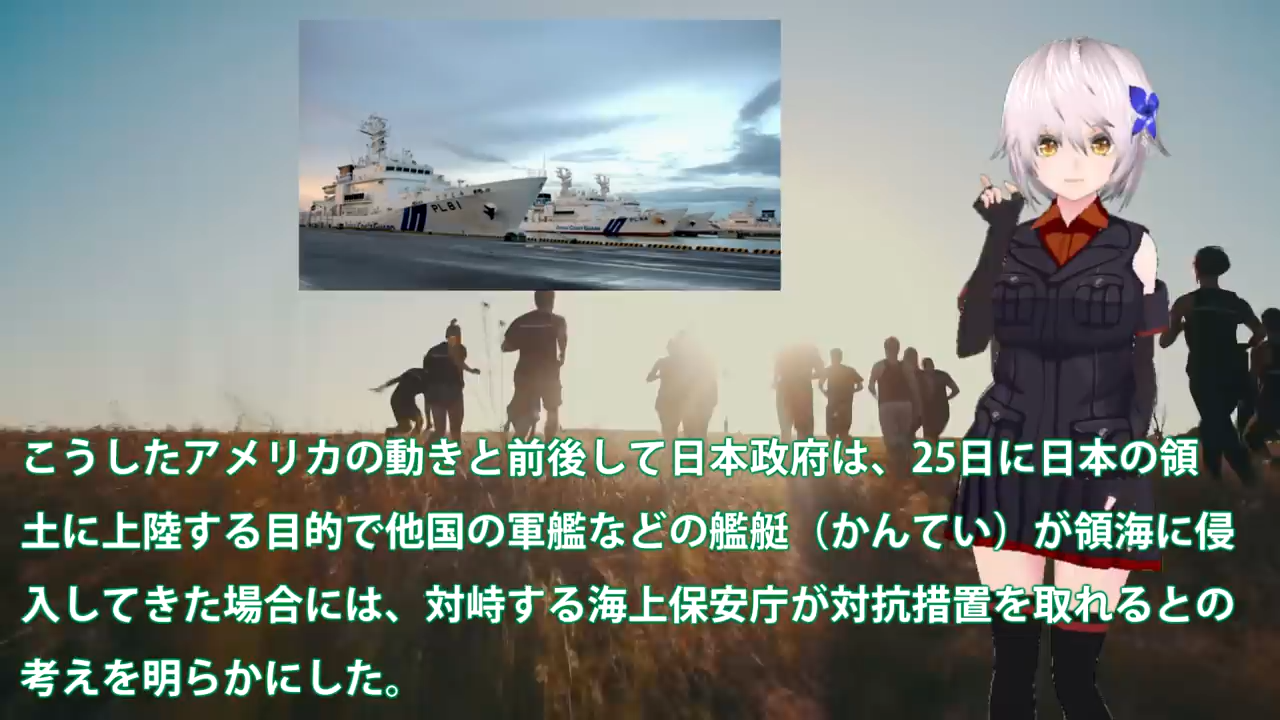 PL81
JAPAN COAST GUARD
こうしたアメリカの動きと前後して日本政府は、25日に日本の領
土に上陸する目的で他国の軍艦などの艦艇（かんてい）が領海に侵
入してきた場合には、対峙する海上保安庁が対抗措置を取れるとの
考えを明らかにした。